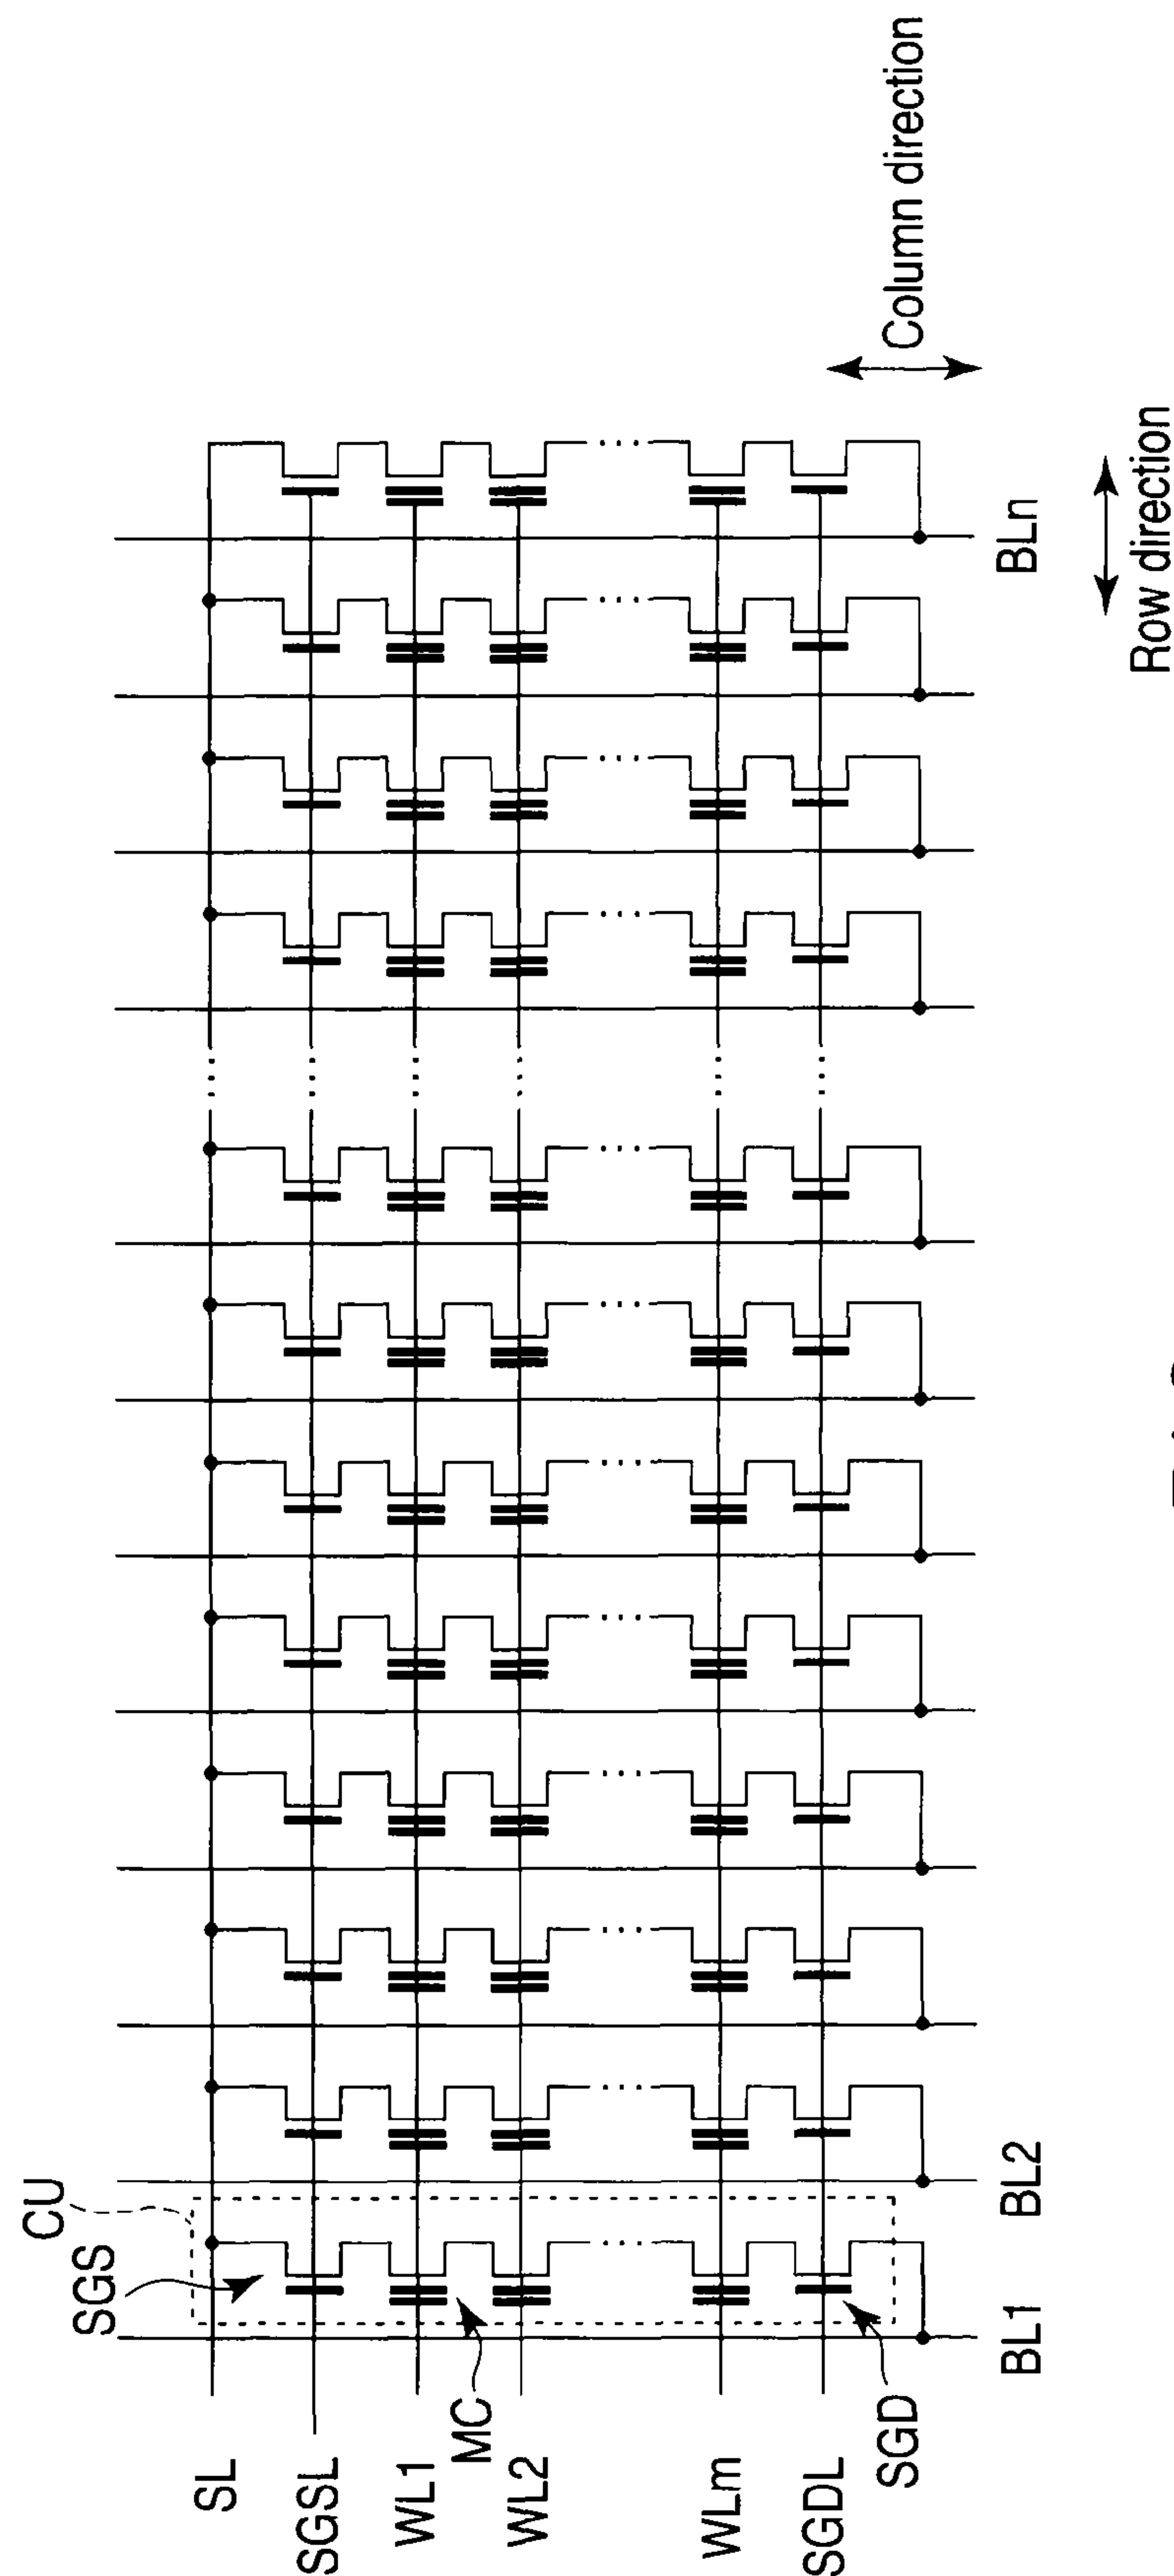 CU
SGS
SL
SGSL
WL1
MC
WL2
WLm
SGDL
SGD
BL1
BL2
BLn
Column direction
Row direction